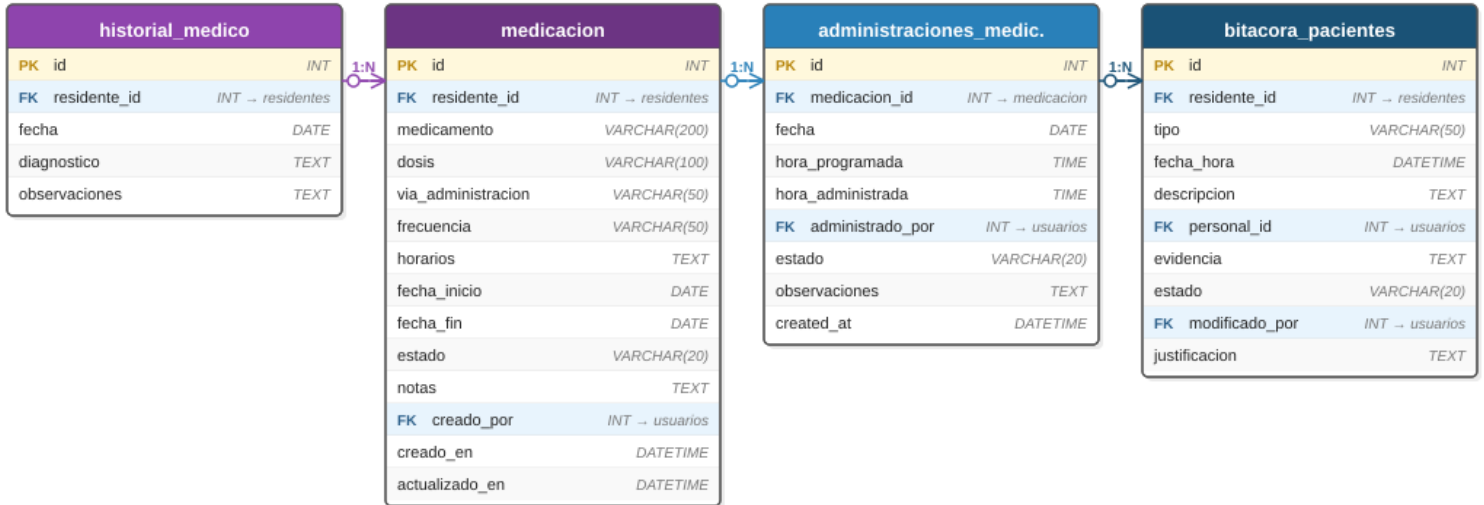 historial_medico
PK id INT
FK residente_id INT → residentes
fecha DATE
diagnostico TEXT
observaciones TEXT
1:N
medicacion
PK id INT
FK residente_id INT → residentes
medicamento VARCHAR(200)
dosis VARCHAR(100)
via_administracion VARCHAR(50)
frecuencia VARCHAR(50)
horarios TEXT
fecha_inicio DATE
fecha_fin DATE
estado VARCHAR(20)
notas TEXT
FK creado_por INT → usuarios
creado_en DATETIME
actualizado_en DATETIME
1:N
administraciones_medic.
PK id INT
FK medicacion_id INT → medicacion
fecha DATE
hora_programada TIME
hora_administrada TIME
FK administrado_por INT → usuarios
estado VARCHAR(20)
observaciones TEXT
created_at DATETIME
1:N
bitacora_pacientes
PK id INT
FK residente_id INT → residentes
tipo VARCHAR(50)
fecha_hora DATETIME
descripcion TEXT
FK personal_id INT → usuarios
evidencia TEXT
estado VARCHAR(20)
FK modificado_por INT → usuarios
justificacion TEXT